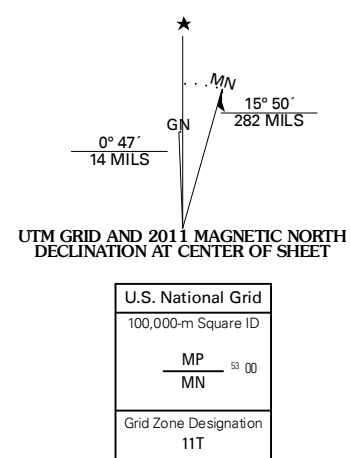 ★
MN
15° 50´
282 MILS
GN
0° 47´
14 MILS
UTM GRID AND 2011 MAGNETIC NORTH
DECLINATION AT CENTER OF SHEET
U.S. National Grid
100,000-m Square ID
MP
53 00
MN
Grid Zone Designation
11T